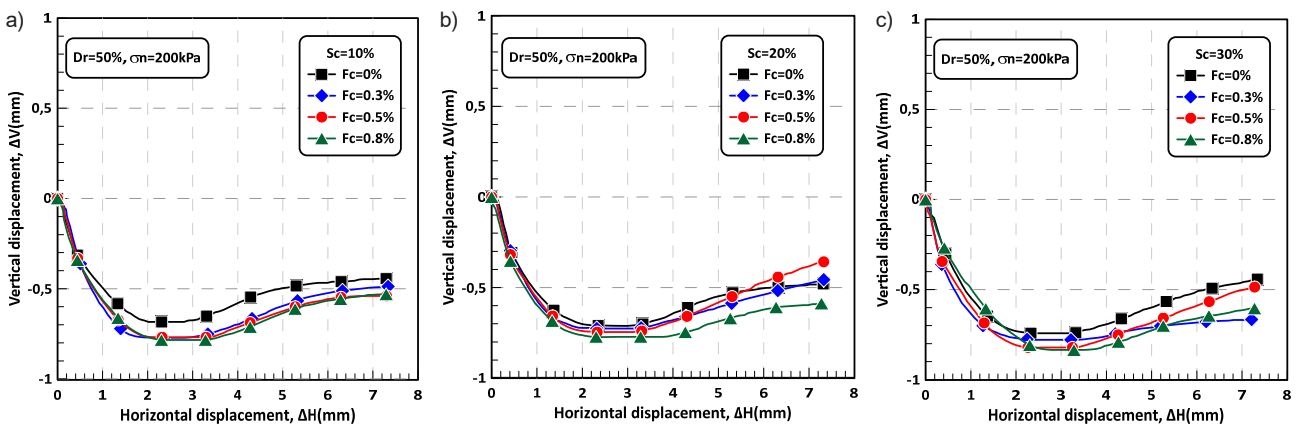 a)
Dr=50%, σn=200kPa
Sc=10%
Fc=0%
Fc=0.3%
Fc=0.5%
Fc=0.8%
Vertical displacement, ΔV(mm)
1
0,5
0
-0,5
-1
0 1 2 3 4 5 6 7 8
Horizontal displacement, ΔH(mm)
b)
Dr=50%, σn=200kPa
Sc=20%
Fc=0%
Fc=0.3%
Fc=0.5%
Fc=0.8%
Vertical displacement, ΔV(mm)
1
0,5
0
-0,5
-1
0 1 2 3 4 5 6 7 8
Horizontal displacement, ΔH(mm)
c)
Dr=50%, σn=200kPa
Sc=30%
Fc=0%
Fc=0.3%
Fc=0.5%
Fc=0.8%
Vertical displacement, ΔV(mm)
1
0,5
0
-0,5
-1
0 1 2 3 4 5 6 7 8
Horizontal displacement, ΔH(mm)